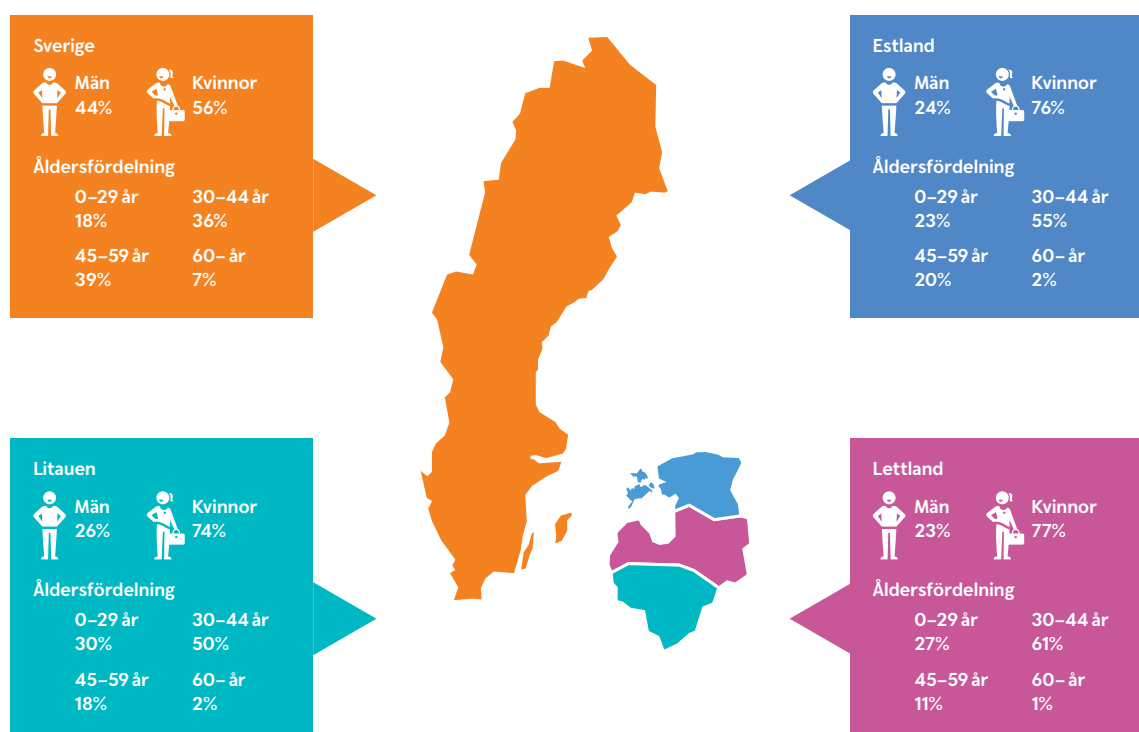 Sverige
Män
44%
Kvinnor
56%
Åldersfördelning
0–29 år
18%
30–44 år
36%
45–59 år
39%
60– år
7%
Estland
Män
24%
Kvinnor
76%
Åldersfördelning
0–29 år
23%
30–44 år
55%
45–59 år
20%
60– år
2%
Litauen
Män
26%
Kvinnor
74%
Åldersfördelning
0–29 år
30%
30–44 år
50%
45–59 år
18%
60– år
2%
Lettland
Män
23%
Kvinnor
77%
Åldersfördelning
0–29 år
27%
30–44 år
61%
45–59 år
11%
60– år
1%